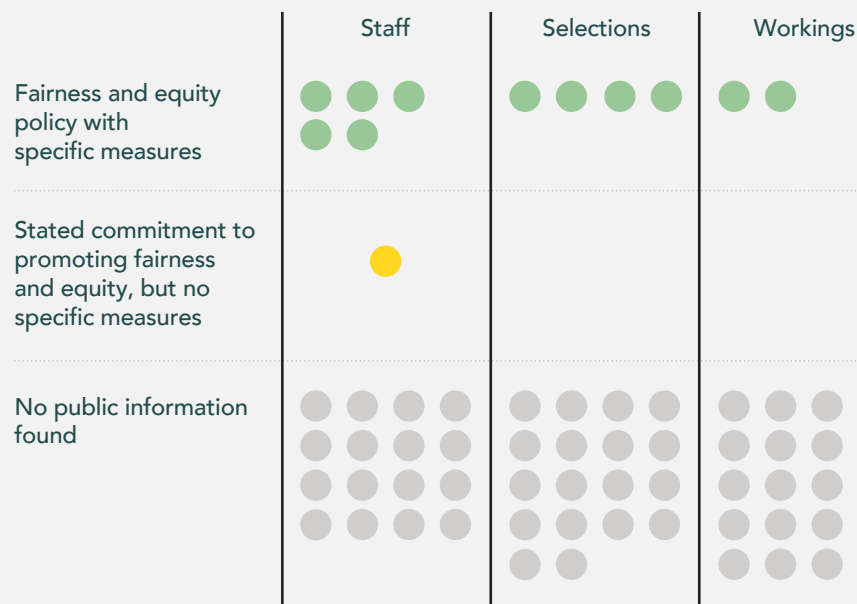 Staff
Selections
Workings
Fairness and equity
policy with
specific measures
Stated commitment to
promoting fairness
and equity, but no
specific measures
No public information
found